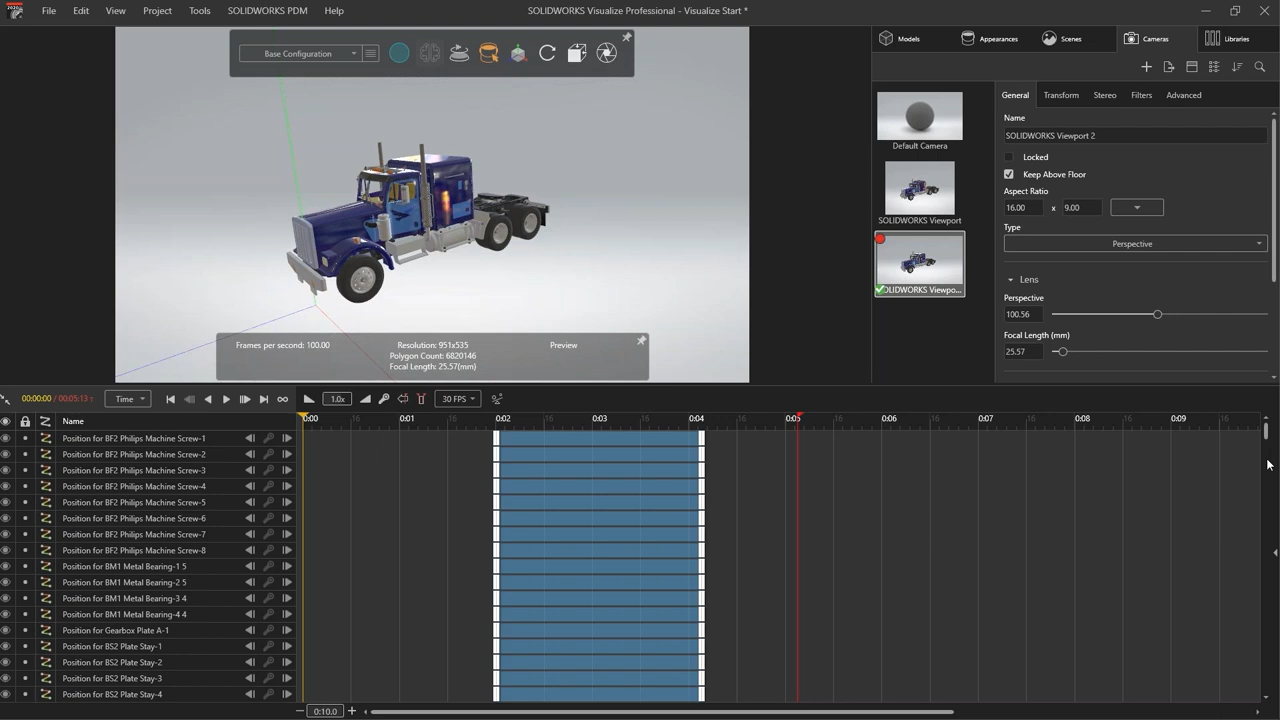 File Edit View Project Tools SOLIDWORKS PDM Help
SOLIDWORKS Visualize Professional - Visualize Start *
Base Configuration
Models Appearances Scenes Cameras Libraries
General Transform Stereo Filters Advanced
Default Camera
SOLIDWORKS Viewport
SOLIDWORKS Viewpo...
Name
SOLIDWORKS Viewport 2
Locked
Keep Above Floor
Aspect Ratio
16.00 x 9.00
Type
Perspective
Lens
Perspective
100.56
Focal Length (mm)
25.57
Frames per second: 100.00
Resolution: 951x535
Preview
Polygon Count: 6820146
Focal Length: 25.57(mm)
00:00:00 / 00:05:13
Time
1.0x
30 FPS
Name
0:00 16 0:01 16 0:02 16 0:03 16 0:04 16 0:05 16 0:06 16 0:07 16 0:08 16 0:09 16
Position for BF2 Philips Machine Screw-1
Position for BF2 Philips Machine Screw-2
Position for BF2 Philips Machine Screw-3
Position for BF2 Philips Machine Screw-4
Position for BF2 Philips Machine Screw-5
Position for BF2 Philips Machine Screw-6
Position for BF2 Philips Machine Screw-7
Position for BF2 Philips Machine Screw-8
Position for BM1 Metal Bearing-1 5
Position for BM1 Metal Bearing-2 5
Position for BM1 Metal Bearing-3 4
Position for BM1 Metal Bearing-4 4
Position for Gearbox Plate A-1
Position for BS2 Plate Stay-1
Position for BS2 Plate Stay-2
Position for BS2 Plate Stay-3
Position for BS2 Plate Stay-4
0:10.0